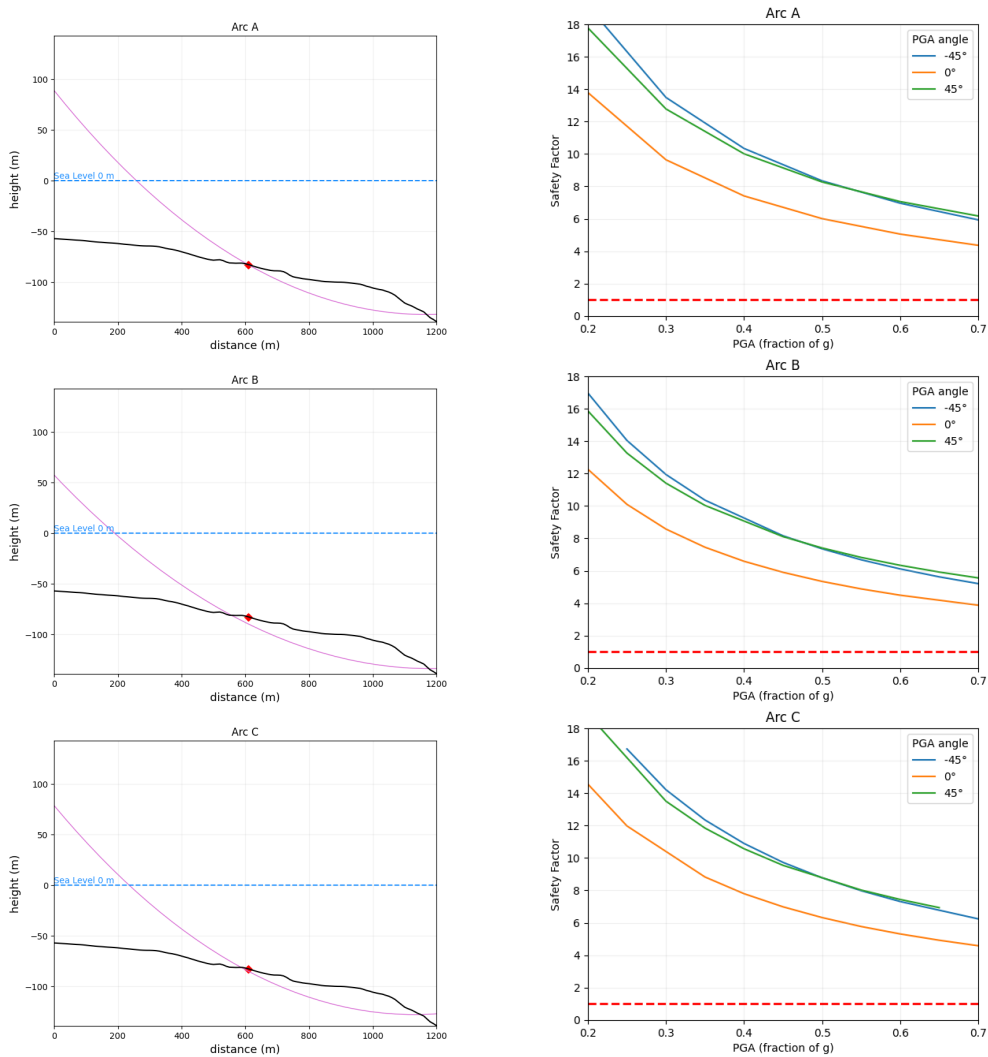 Arc A
height (m)
100
50
0
−50
−100
Sea Level 0 m
0 200 400 600 800 1000 1200
distance (m)
Arc A
Safety Factor
18
16
14
12
10
8
6
4
2
0
PGA angle
-45°
0°
45°
0.2 0.3 0.4 0.5 0.6 0.7
PGA (fraction of g)
Arc B
height (m)
100
50
0
−50
−100
Sea Level 0 m
0 200 400 600 800 1000 1200
distance (m)
Arc B
Safety Factor
18
16
14
12
10
8
6
4
2
0
PGA angle
-45°
0°
45°
0.2 0.3 0.4 0.5 0.6 0.7
PGA (fraction of g)
Arc C
height (m)
100
50
0
−50
−100
Sea Level 0 m
0 200 400 600 800 1000 1200
distance (m)
Arc C
Safety Factor
18
16
14
12
10
8
6
4
2
0
PGA angle
-45°
0°
45°
0.2 0.3 0.4 0.5 0.6 0.7
PGA (fraction of g)